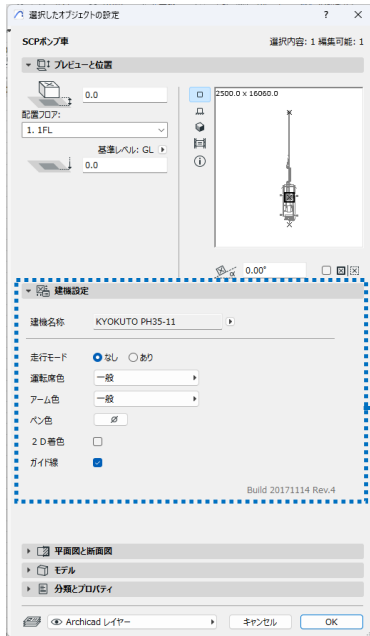 選択したオブジェクトの設定
? ×
SCPポンプ車
選択内容: 1 編集可能: 1
プレビューと位置
0.0
2500.0 x 16060.0
配置フロア:
1. 1FL
基準レベル: GL
0.0
α 0.00°
建機設定
建機名称 KYOKUTO PH35-11
走行モード なし あり
運転席色 一般
アーム色 一般
ペン色
2D着色
ガイド線
Build 20171114 Rev.4
平面図と断面図
モデル
分類とプロパティ
Archicad レイヤー
キャンセル OK